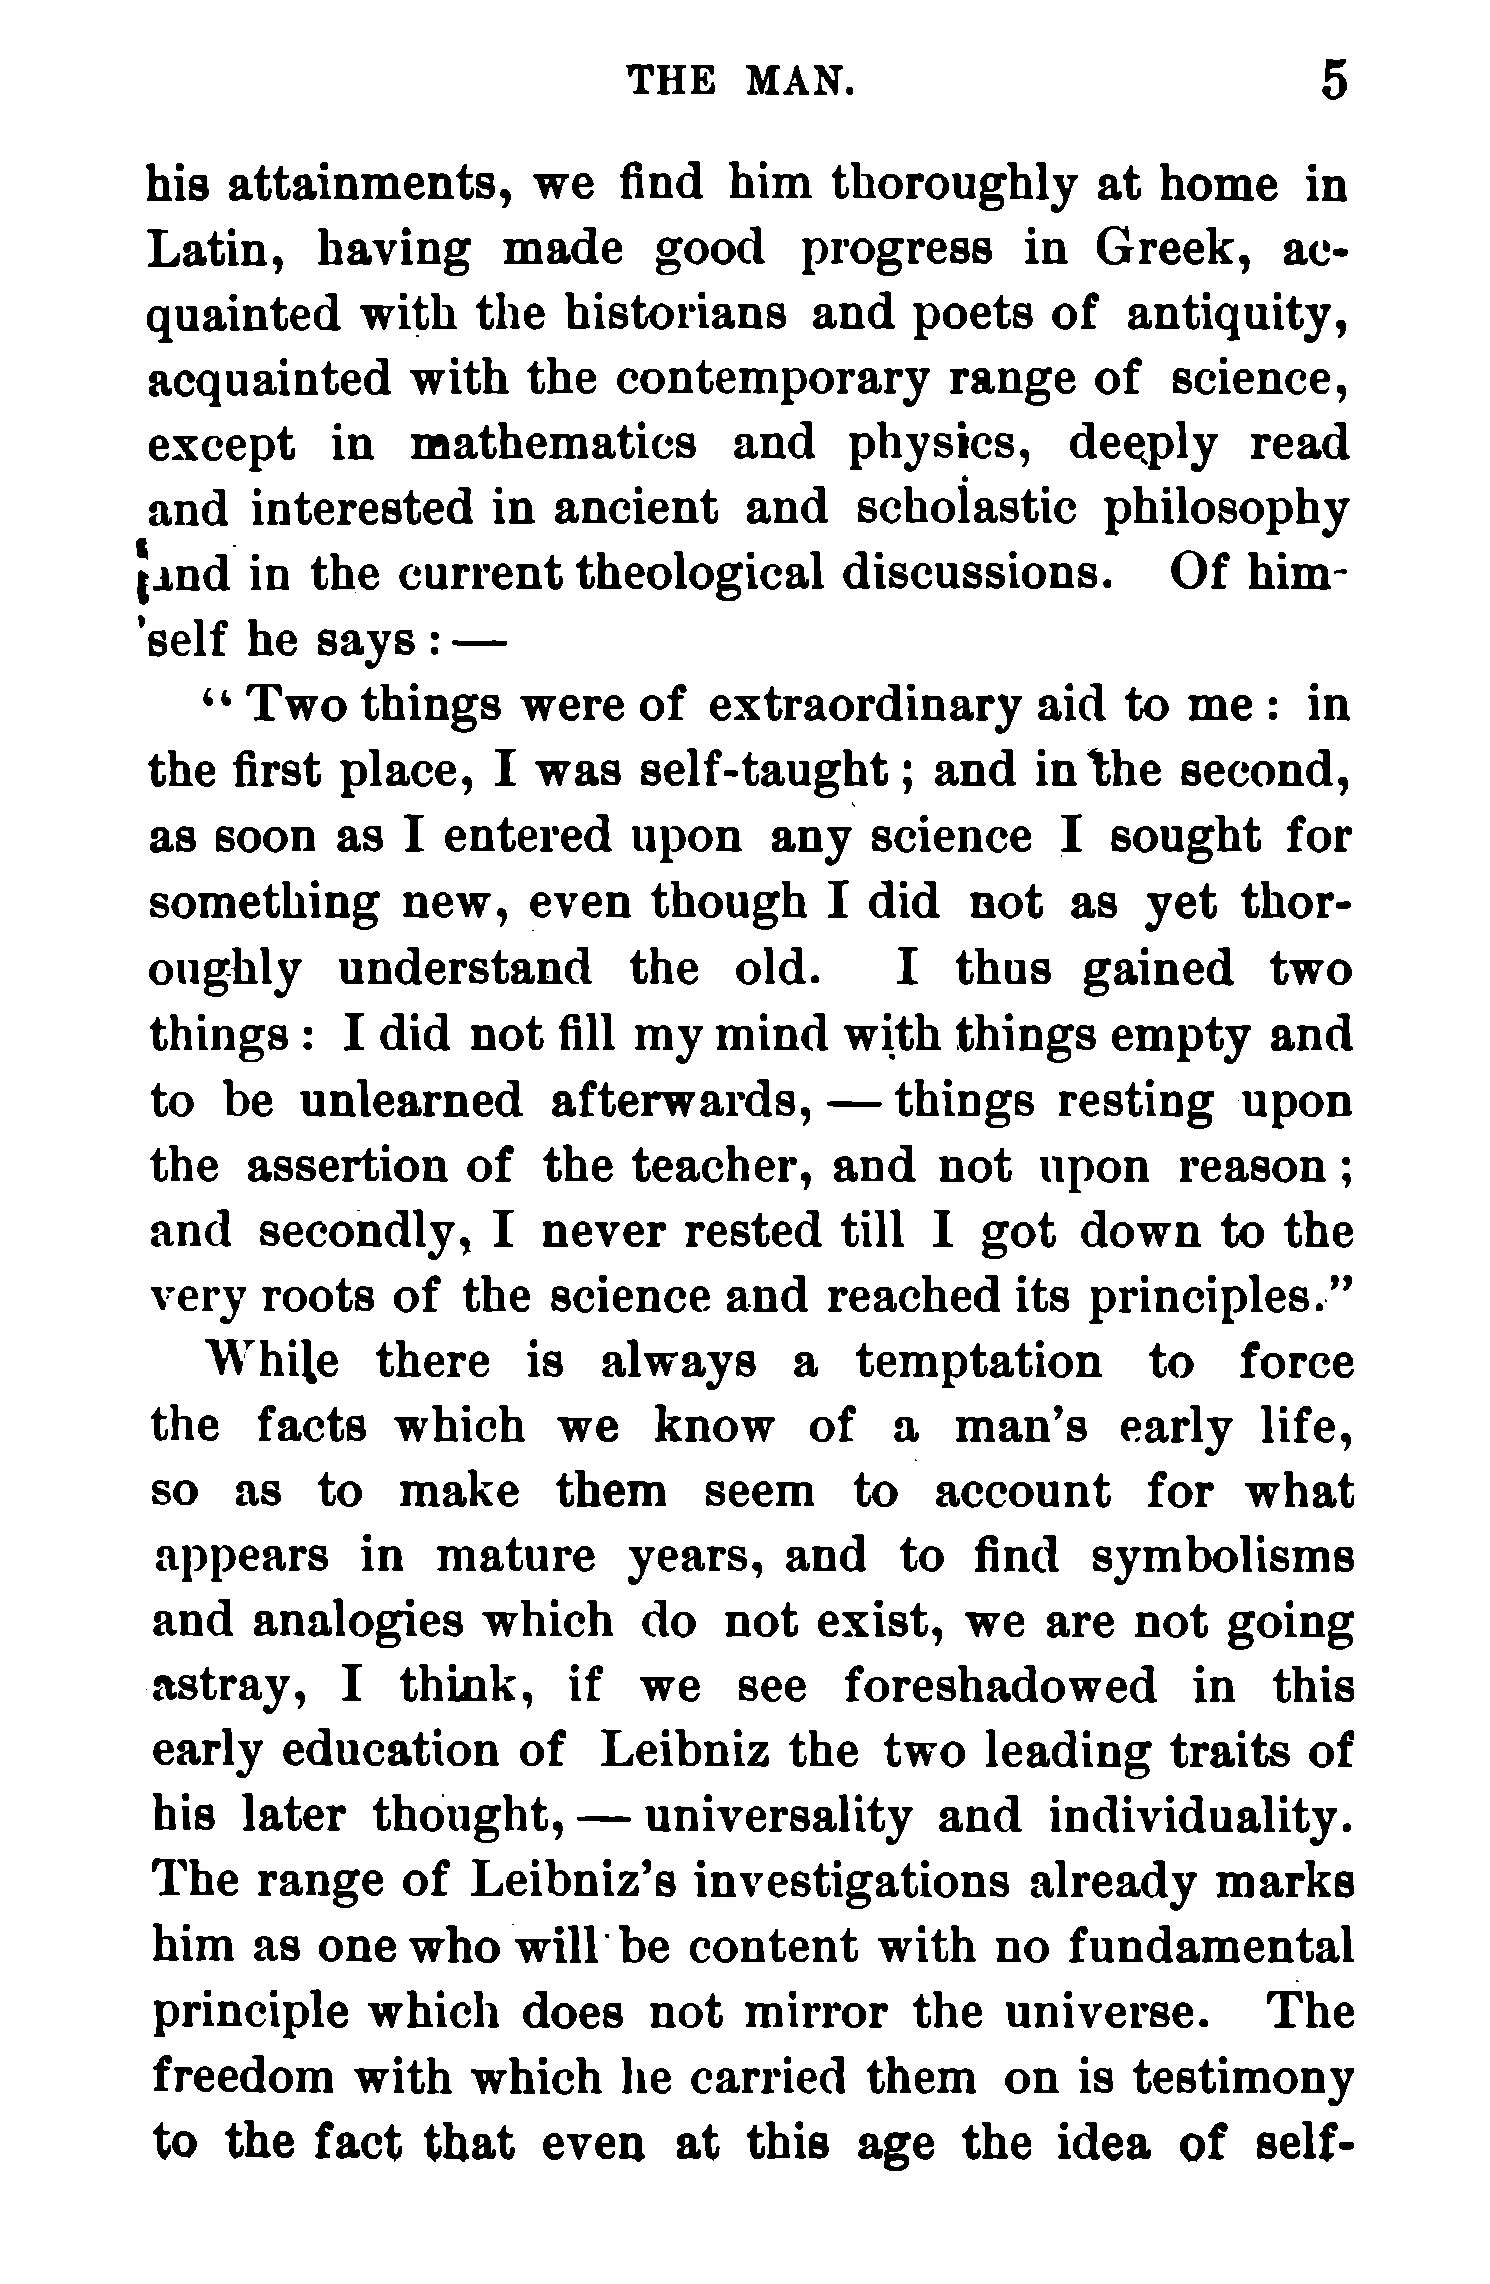 THE MAN. 5
his attainments, we find him thoroughly at home in
Latin, having made good progress in Greek, ac-
quainted with the historians and poets of antiquity,
acquainted with the contemporary range of science,
except in mathematics and physics, deeply read
and interested in ancient and scholastic philosophy
and in the current theological discussions. Of him-
self he says : —
“ Two things were of extraordinary aid to me : in
the first place, I was self-taught ; and in the second,
as soon as I entered upon any science I sought for
something new, even though I did not as yet thor-
oughly understand the old. I thus gained two
things : I did not fill my mind with things empty and
to be unlearned afterwards, — things resting upon
the assertion of the teacher, and not upon reason ;
and secondly, I never rested till I got down to the
very roots of the science and reached its principles.”
While there is always a temptation to force
the facts which we know of a man’s early life,
so as to make them seem to account for what
appears in mature years, and to find symbolisms
and analogies which do not exist, we are not going
astray, I think, if we see foreshadowed in this
early education of Leibniz the two leading traits of
his later thought, — universality and individuality.
The range of Leibniz’s investigations already marks
him as one who will be content with no fundamental
principle which does not mirror the universe. The
freedom with which he carried them on is testimony
to the fact that even at this age the idea of self-